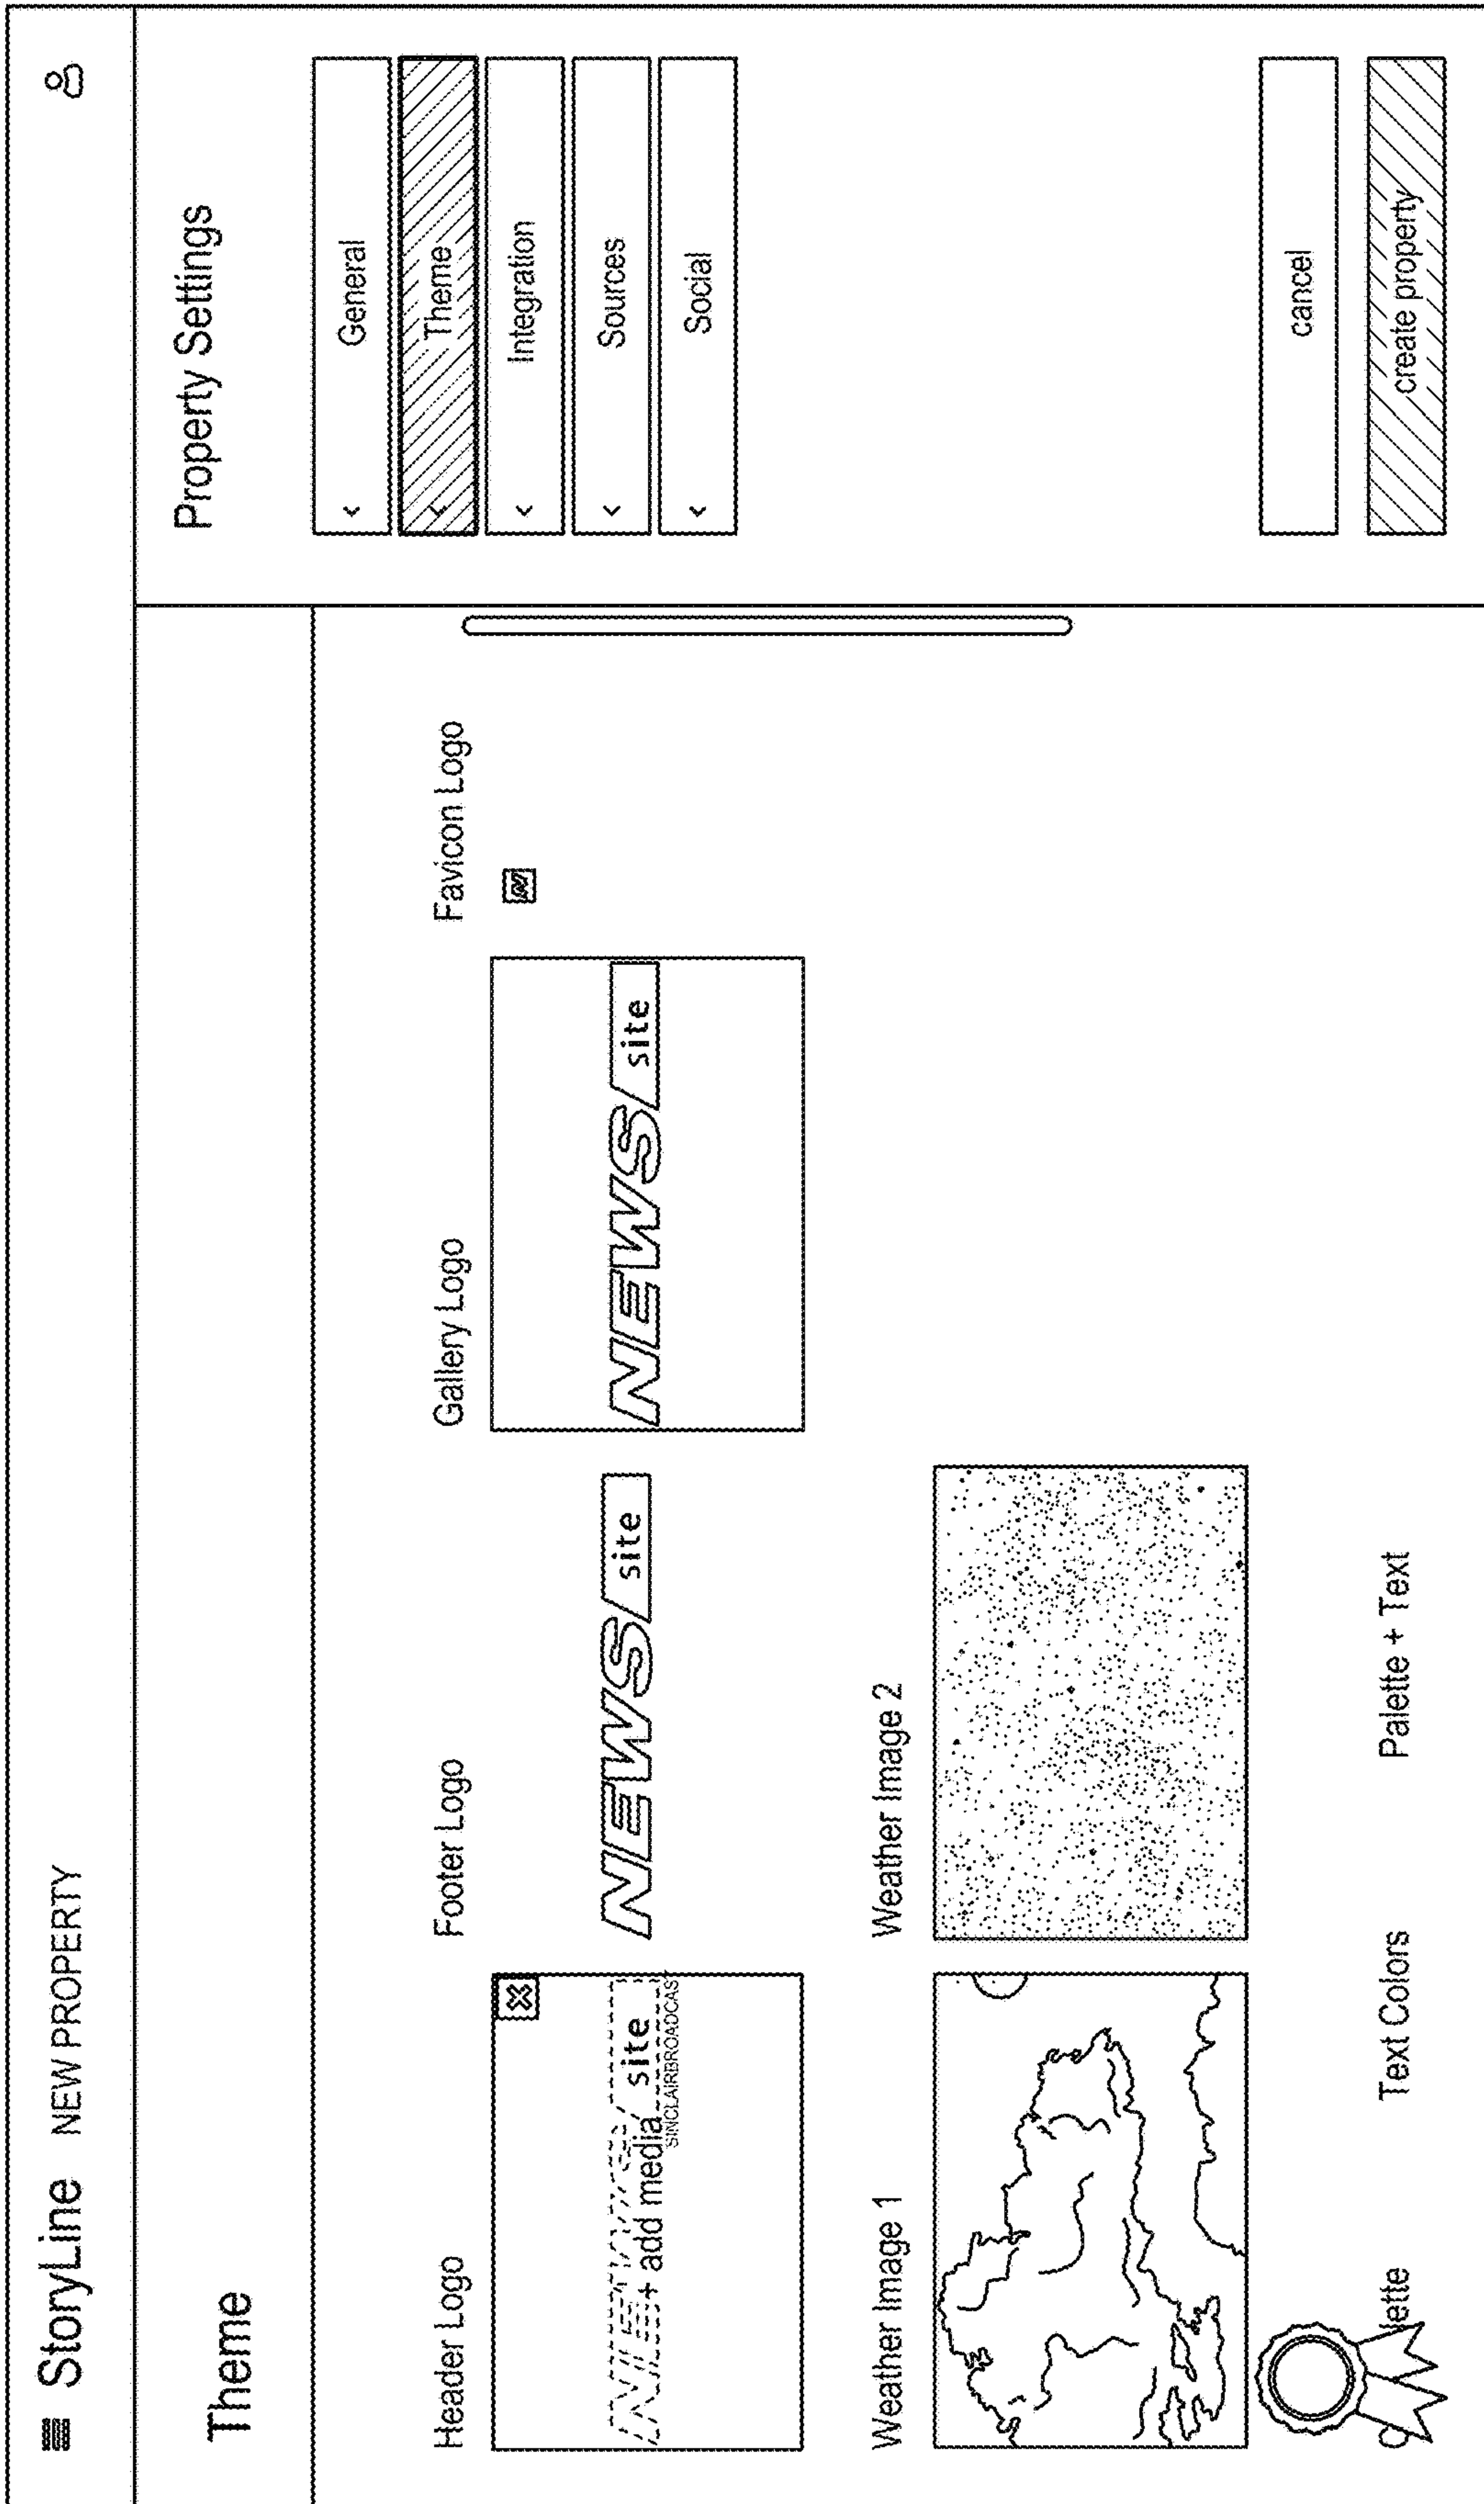 StoryLine NEW PROPERTY
Theme
Property Settings
General
Theme
Integration
Sources
Social
cancel
create property
Header Logo
Footer Logo
Gallery Logo
Favicon Logo
+ add media
site
SINCLAIRBROADCAST
NEWS site
NEWS site
N
Weather Image 1
Weather Image 2
lette
Text Colors
Palette + Text